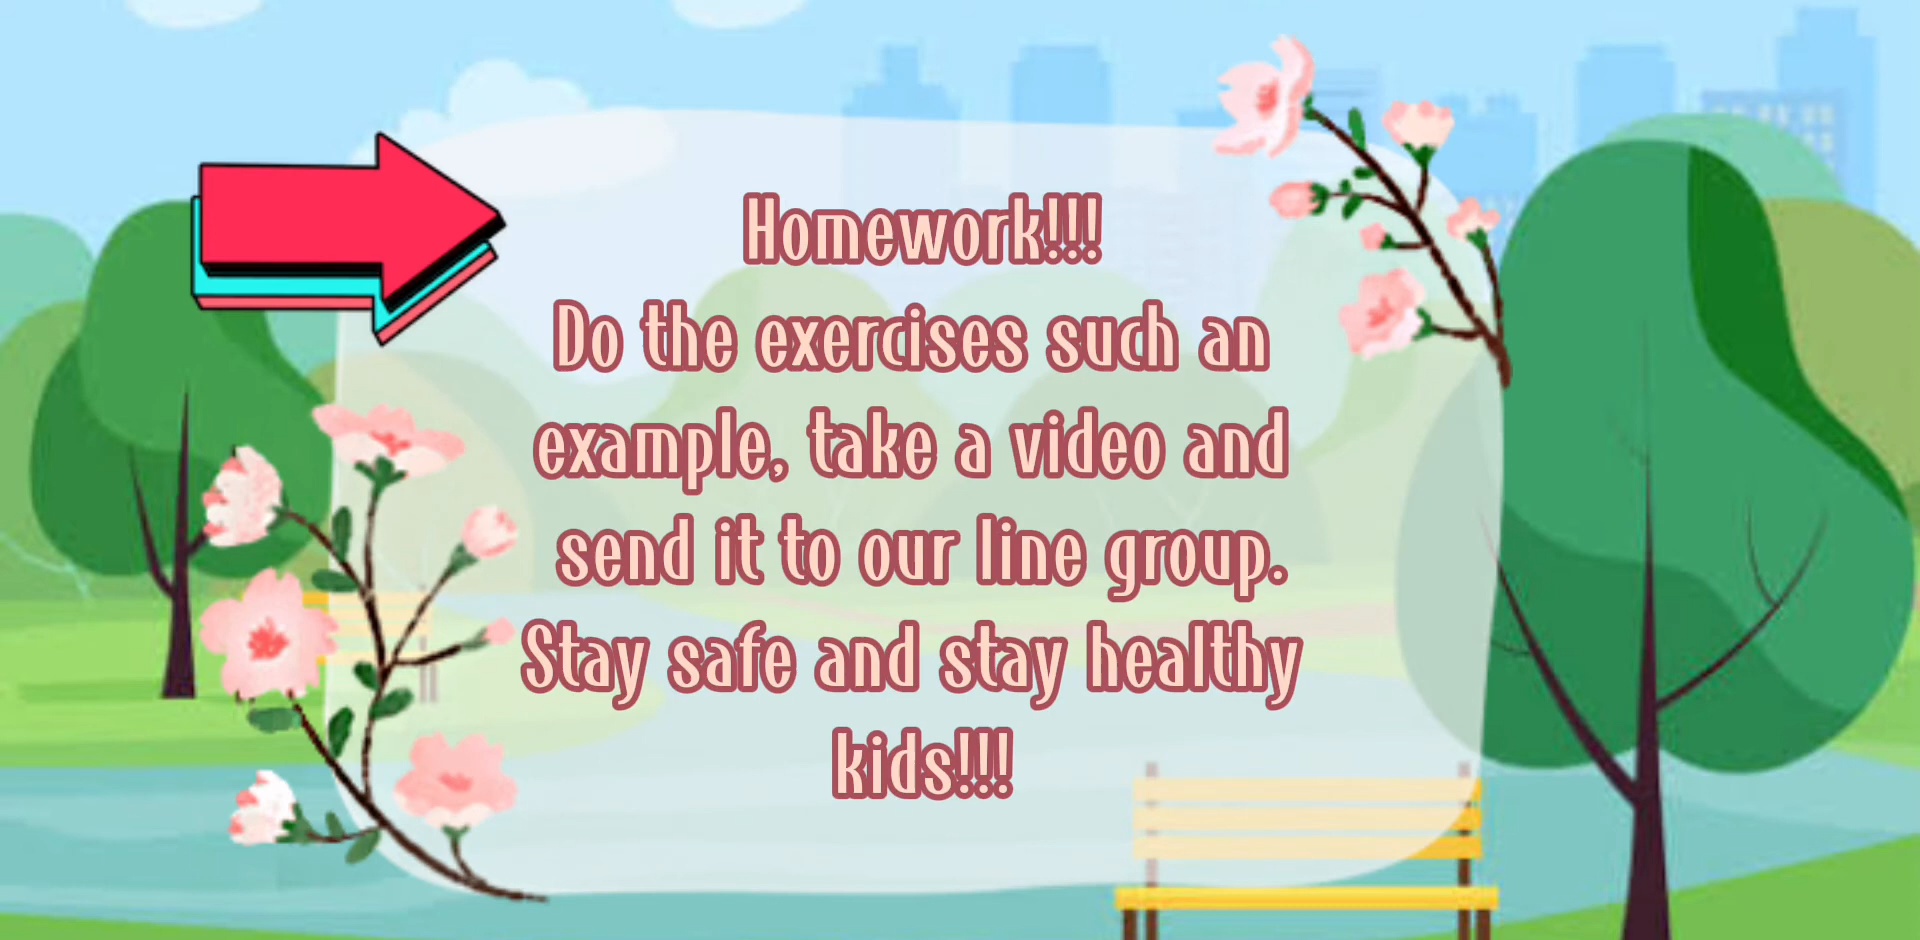 Homework!!!
Do the exercises such an
example, take a video and
send it to our line group.
Stay safe and stay healthy
kids!!!